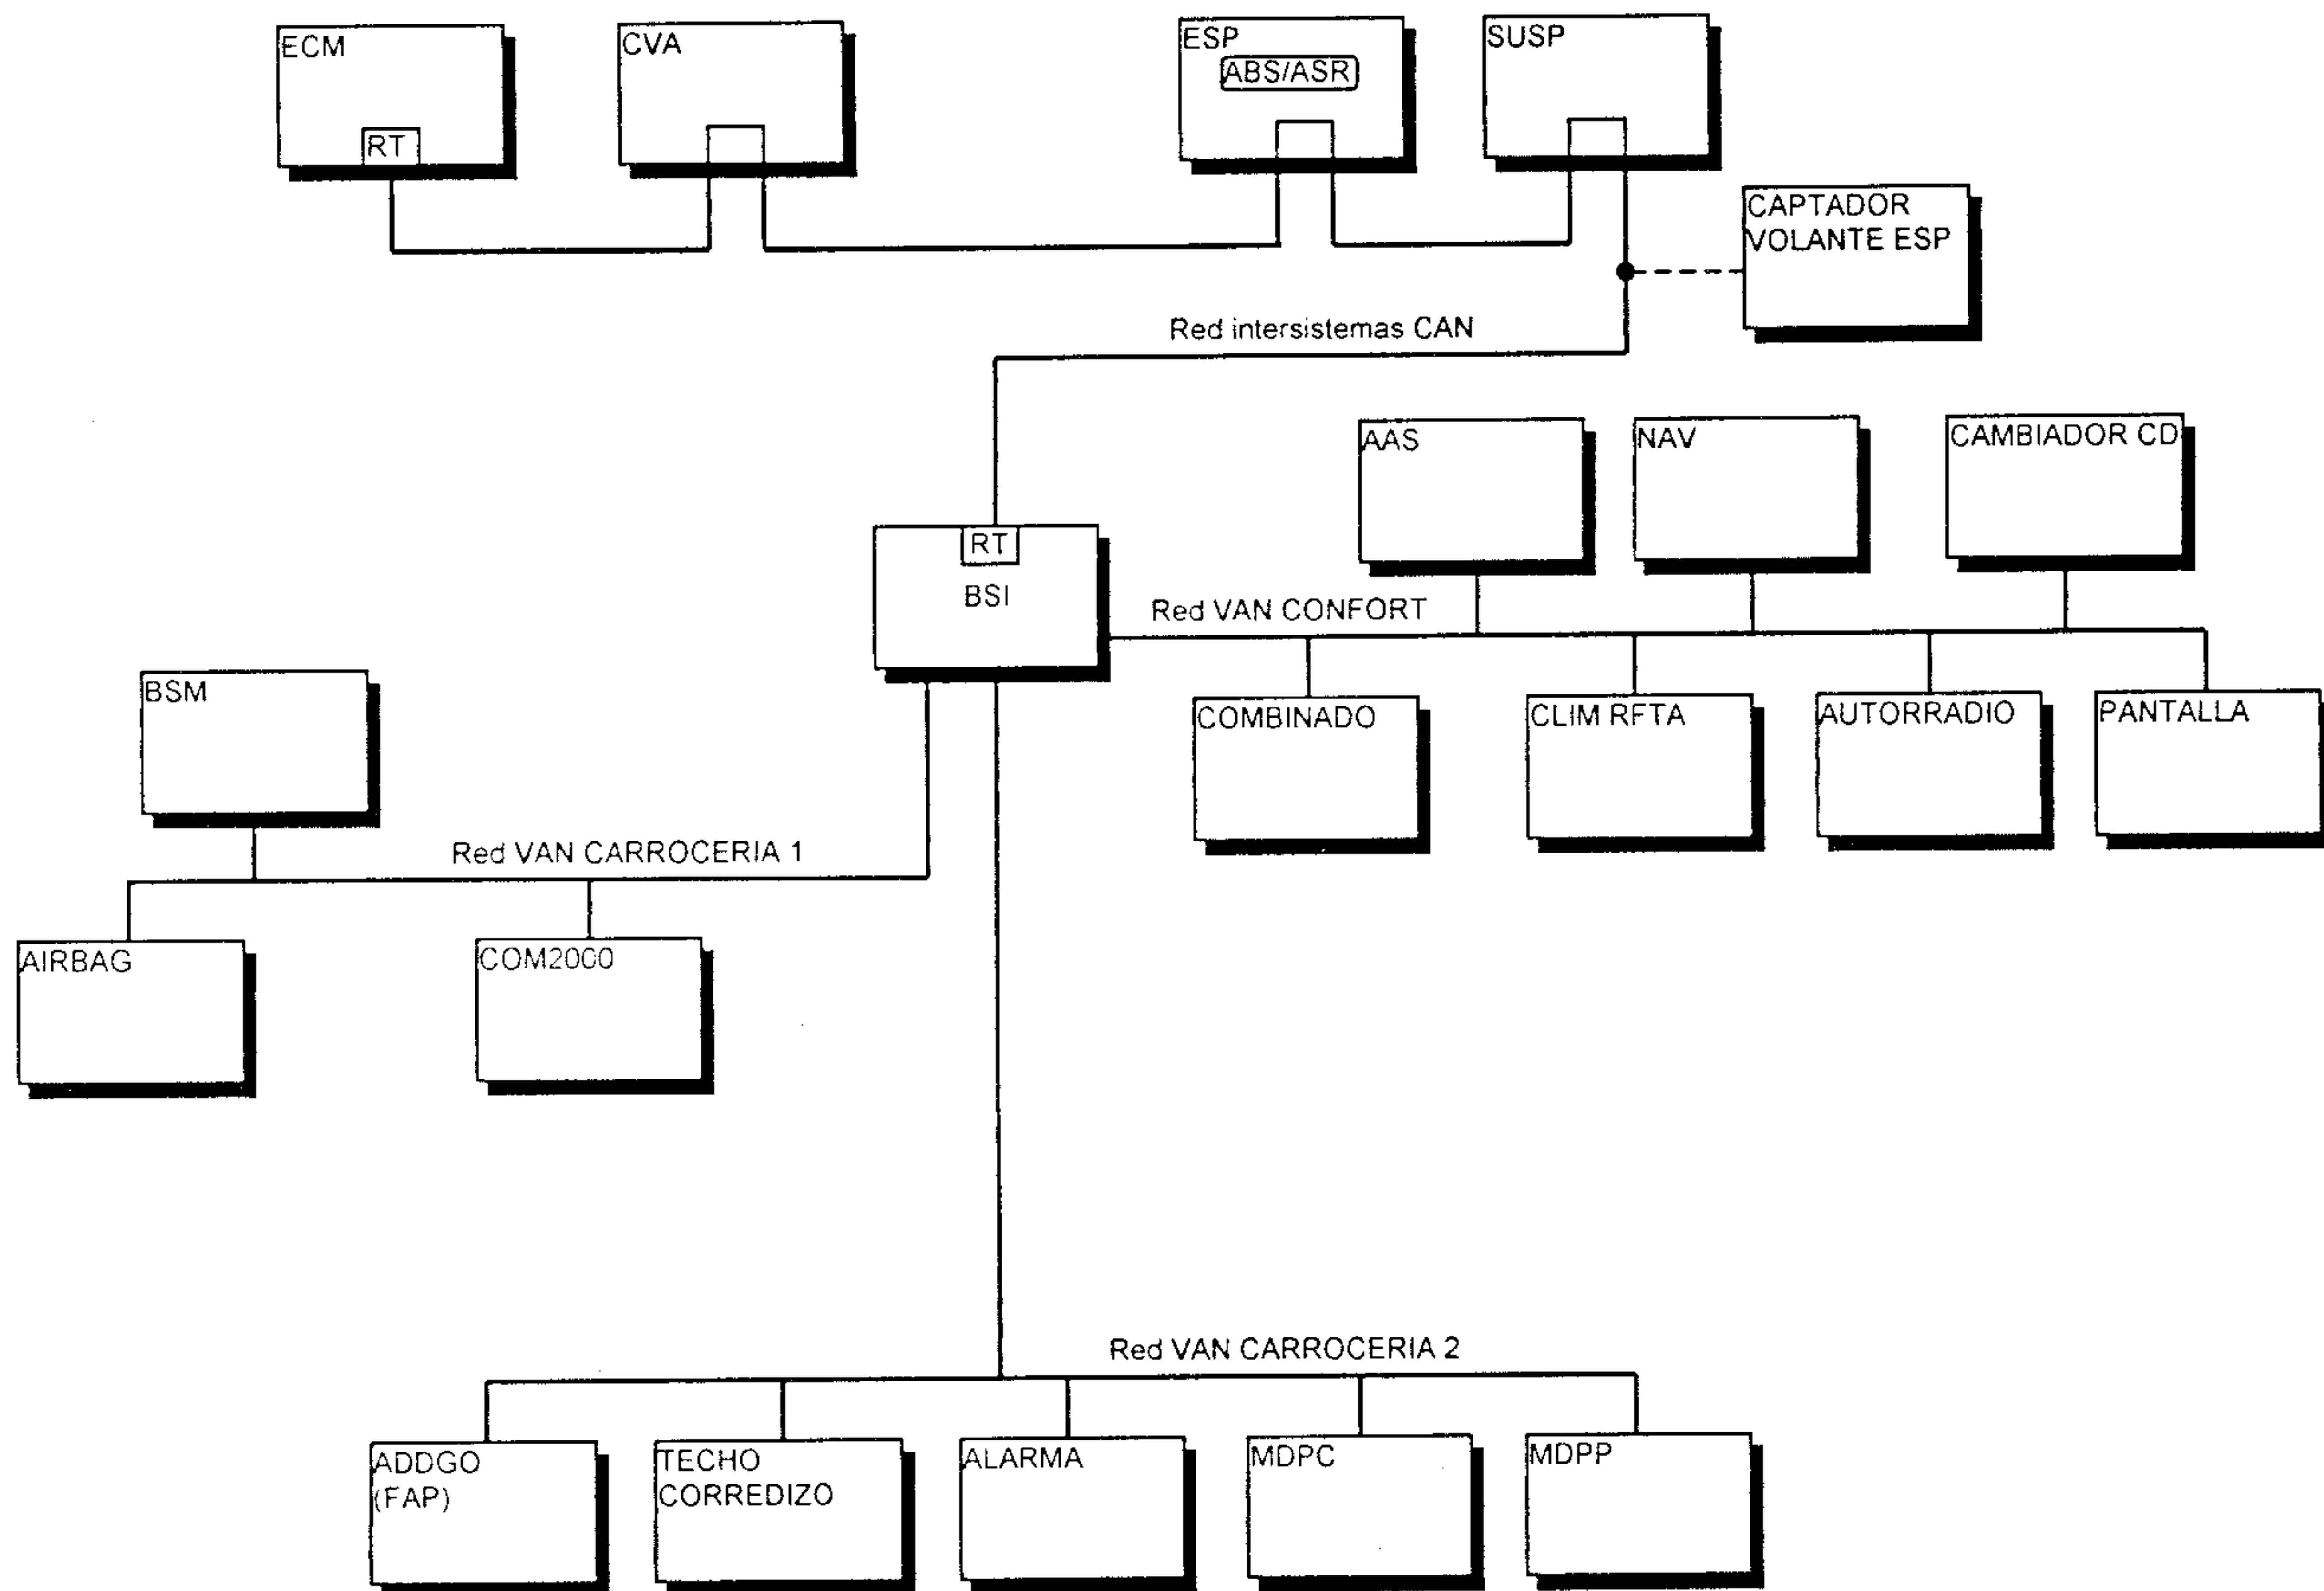 ECM
CVA
ESP
SUSP
ABS/ASR
RT
CAPTADOR
VOLANTE ESP
Red intersistemas CAN
AAS
NAV
CAMBIADOR CD
RT
BSI
Red VAN CONFORT
BSM
COMBINADO
CLIM RFTA
AUTORRADIO
PANTALLA
Red VAN CARROCERIA 1
AIRBAG
COM2000
Red VAN CARROCERIA 2
ADDGO
(FAP)
TECHO
CORREDIZO
ALARMA
MDPC
MDPP